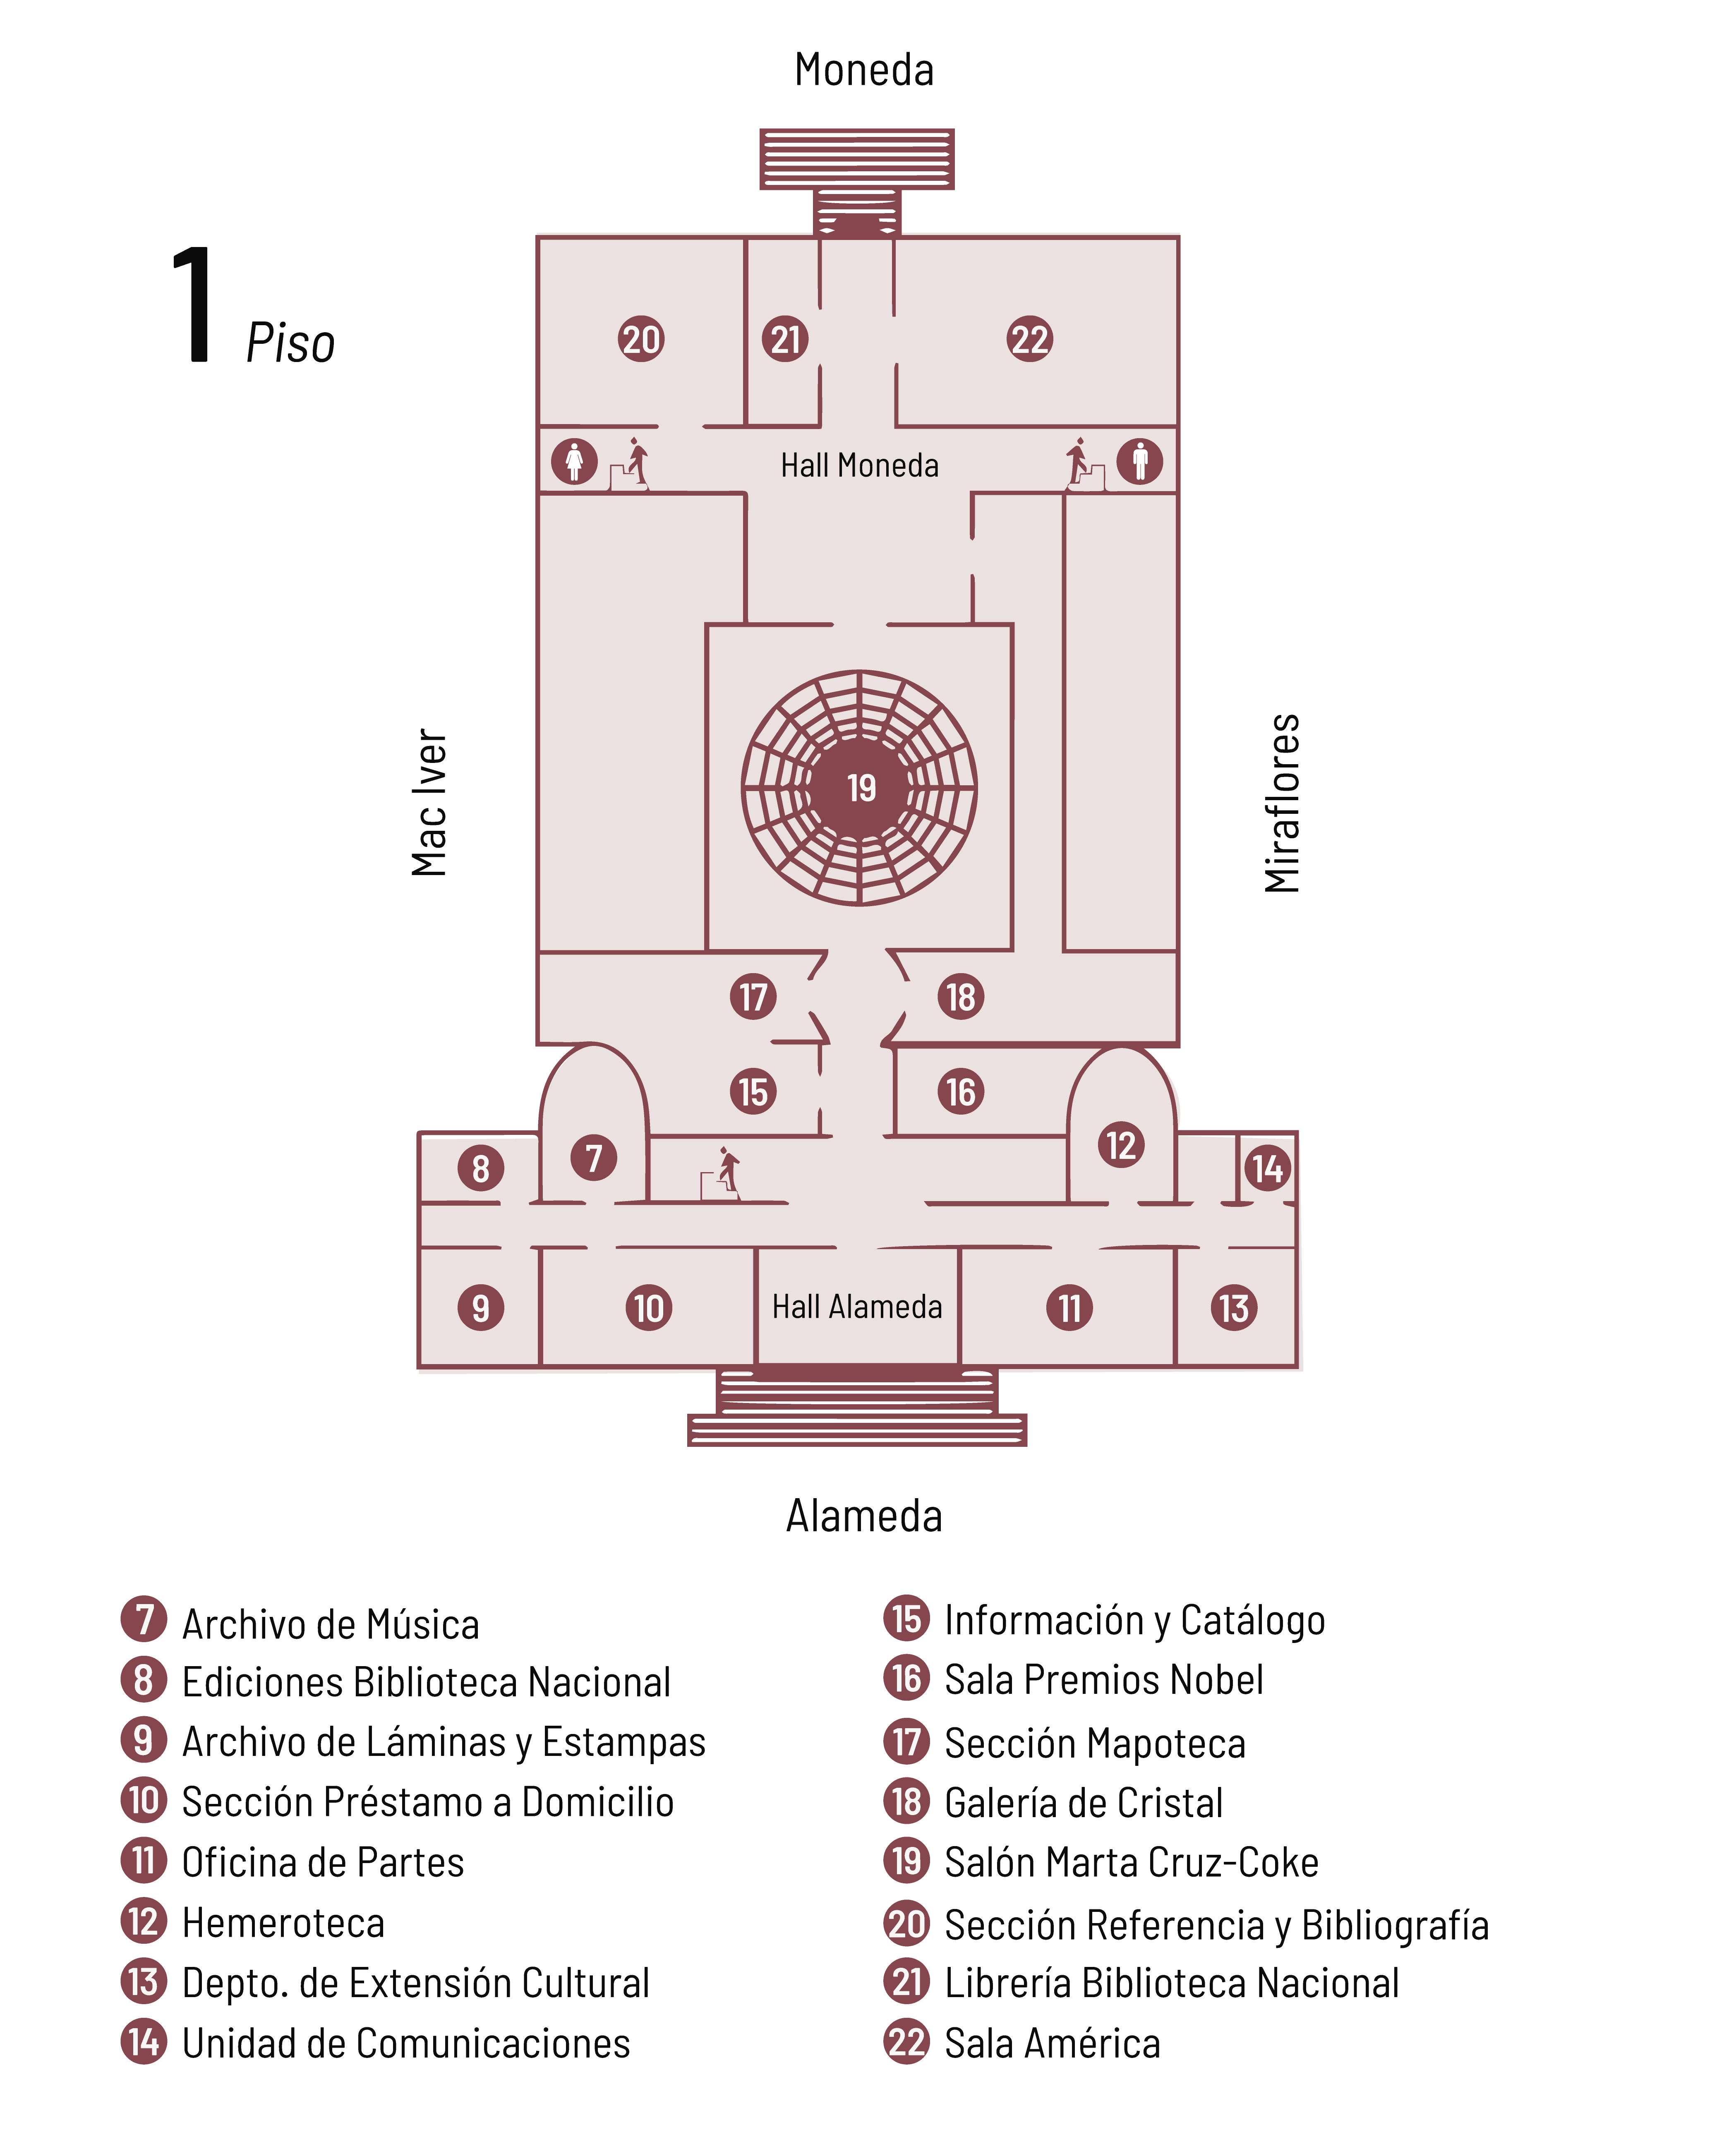 Moneda
1 Piso
20
21
22
Hall Moneda
19
Mac Iver
Miraflores
17
18
15
16
7
8
12
14
9
10
Hall Alameda
11
13
Alameda
7 Archivo de Música
8 Ediciones Biblioteca Nacional
9 Archivo de Láminas y Estampas
10 Sección Préstamo a Domicilio
11 Oficina de Partes
12 Hemeroteca
13 Depto. de Extensión Cultural
14 Unidad de Comunicaciones
15 Información y Catálogo
16 Sala Premios Nobel
17 Sección Mapoteca
18 Galería de Cristal
19 Salón Marta Cruz-Coke
20 Sección Referencia y Bibliografía
21 Librería Biblioteca Nacional
22 Sala América